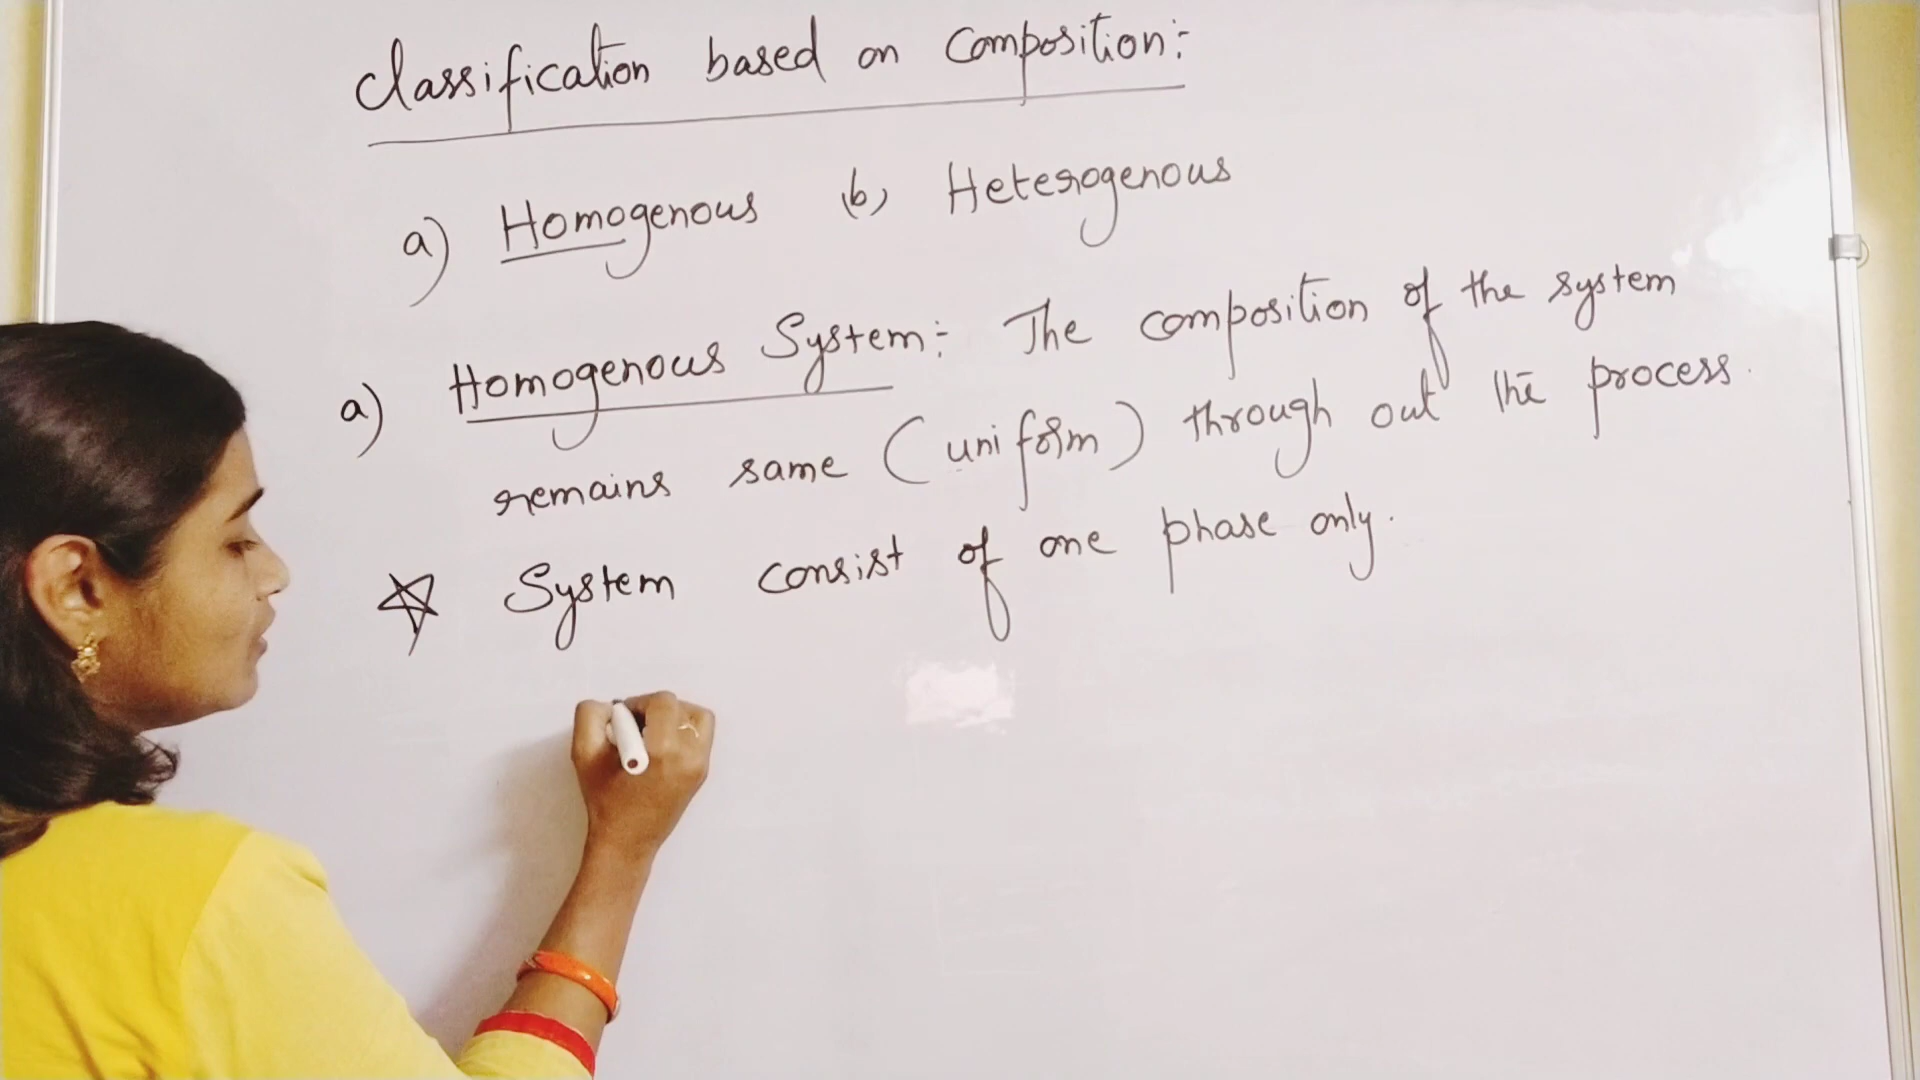 Classification based on Composition:-
a) Homogenous (b) Heterogenous
a) Homogenous System:- The composition of the system
remains same (uniform) through out the process.
☆ System consist of one phase only.